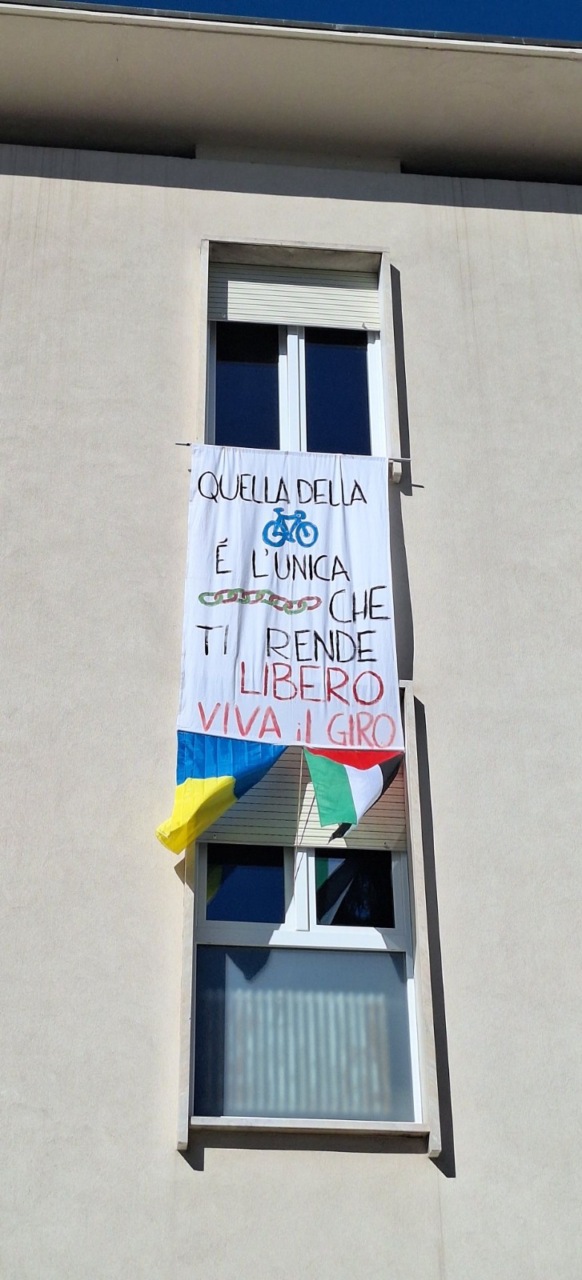 QUELLA DELLA
É L'UNICA
CHE
TI RENDE
LIBERO
VIVA il GIRO